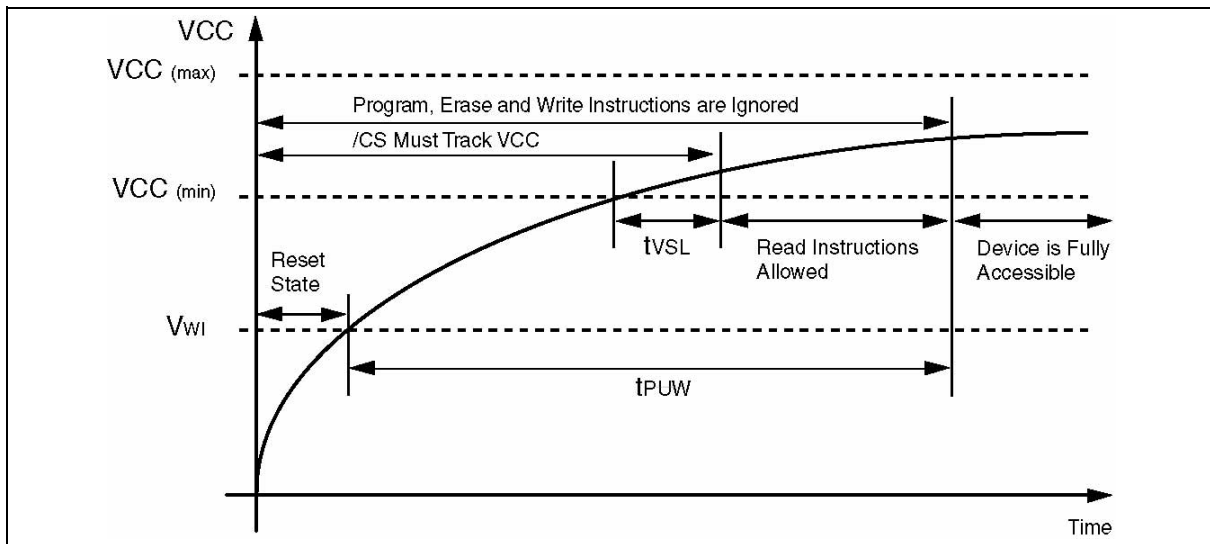 VCC
VCC (max)
Program, Erase and Write Instructions are Ignored
/CS Must Track VCC
VCC (min)
tVSL
Read Instructions
Allowed
Device is Fully
Accessible
Reset
State
VWI
tPUW
Time